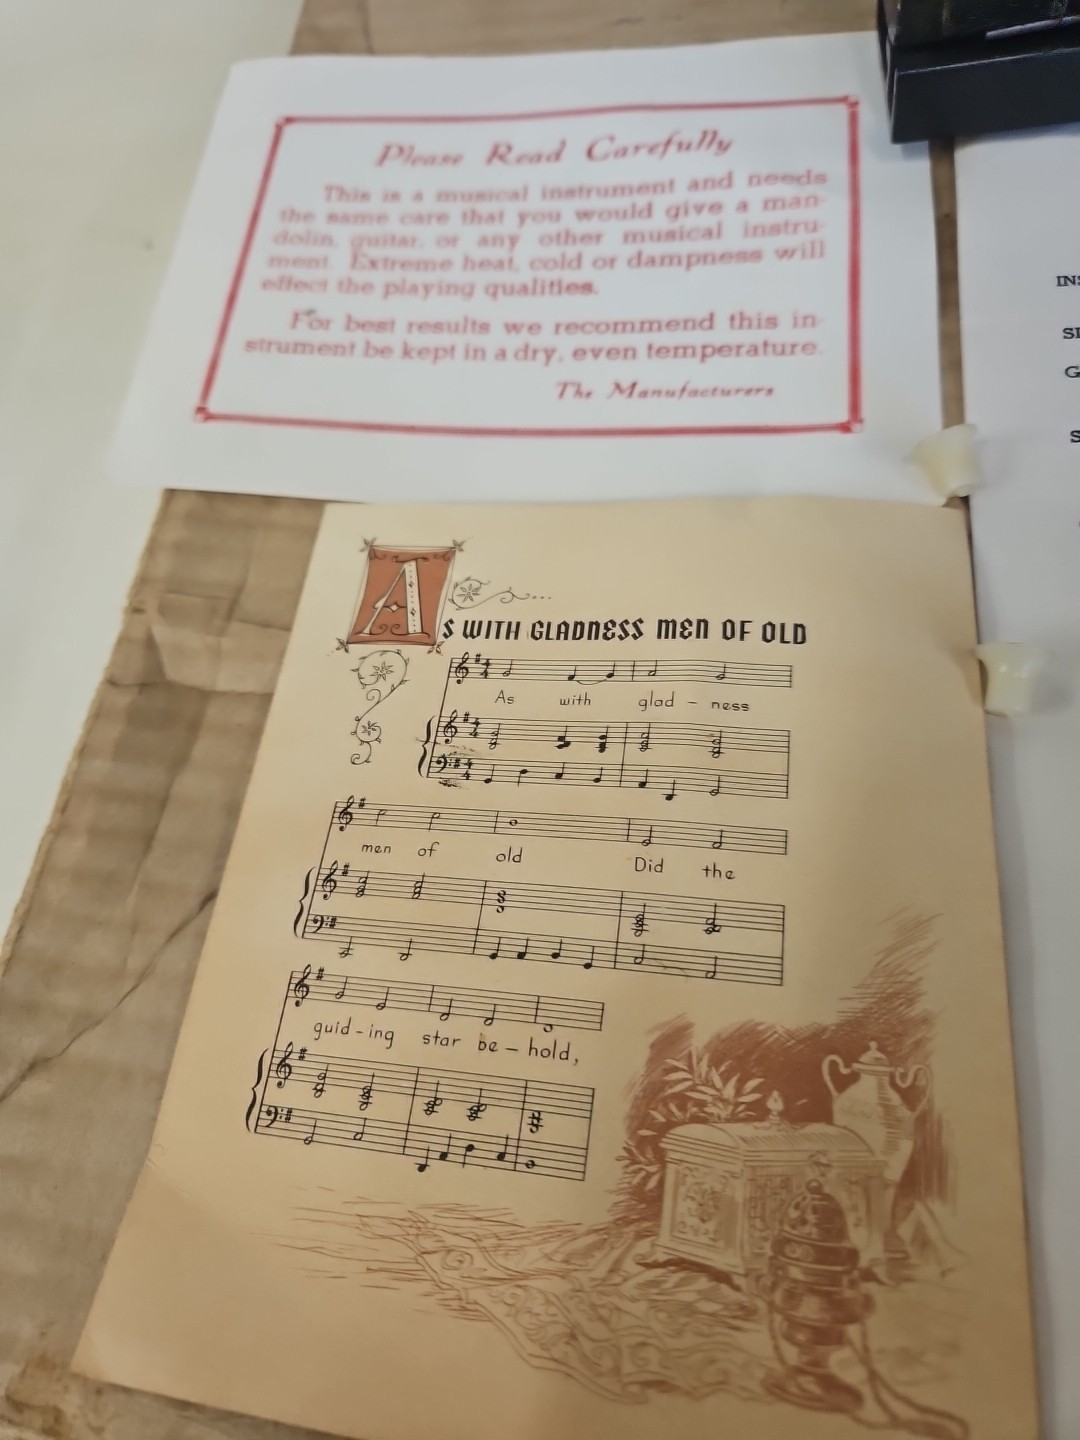 Please Read Carefully
This is a musical instrument and needs
the same care that you would give a man-
dolin, guitar, or any other musical instru-
ment. Extreme heat, cold or dampness will
effect the playing qualities.
For best results we recommend this in-
strument be kept in a dry, even temperature.
The Manufacturers
AS WITH GLADNESS MEN OF OLD
As with glad - ness
men of old Did the
guid - ing star be - hold,